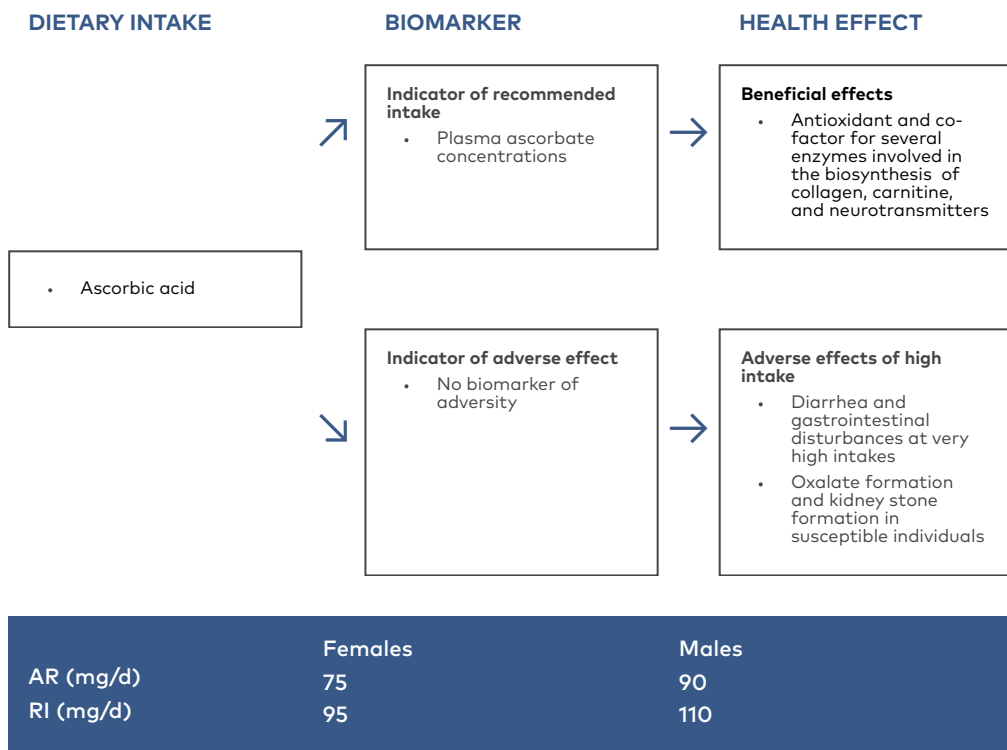 DIETARY INTAKE
BIOMARKER
HEALTH EFFECT
• Ascorbic acid
Indicator of recommended
intake
• Plasma ascorbate
concentrations
Beneficial effects
• Antioxidant and co-
factor for several
enzymes involved in
the biosynthesis of
collagen, carnitine,
and neurotransmitters
Indicator of adverse effect
• No biomarker of
adversity
Adverse effects of high
intake
• Diarrhea and
gastrointestinal
disturbances at very
high intakes
• Oxalate formation
and kidney stone
formation in
susceptible individuals
Females Males
AR (mg/d) 75 90
RI (mg/d) 95 110